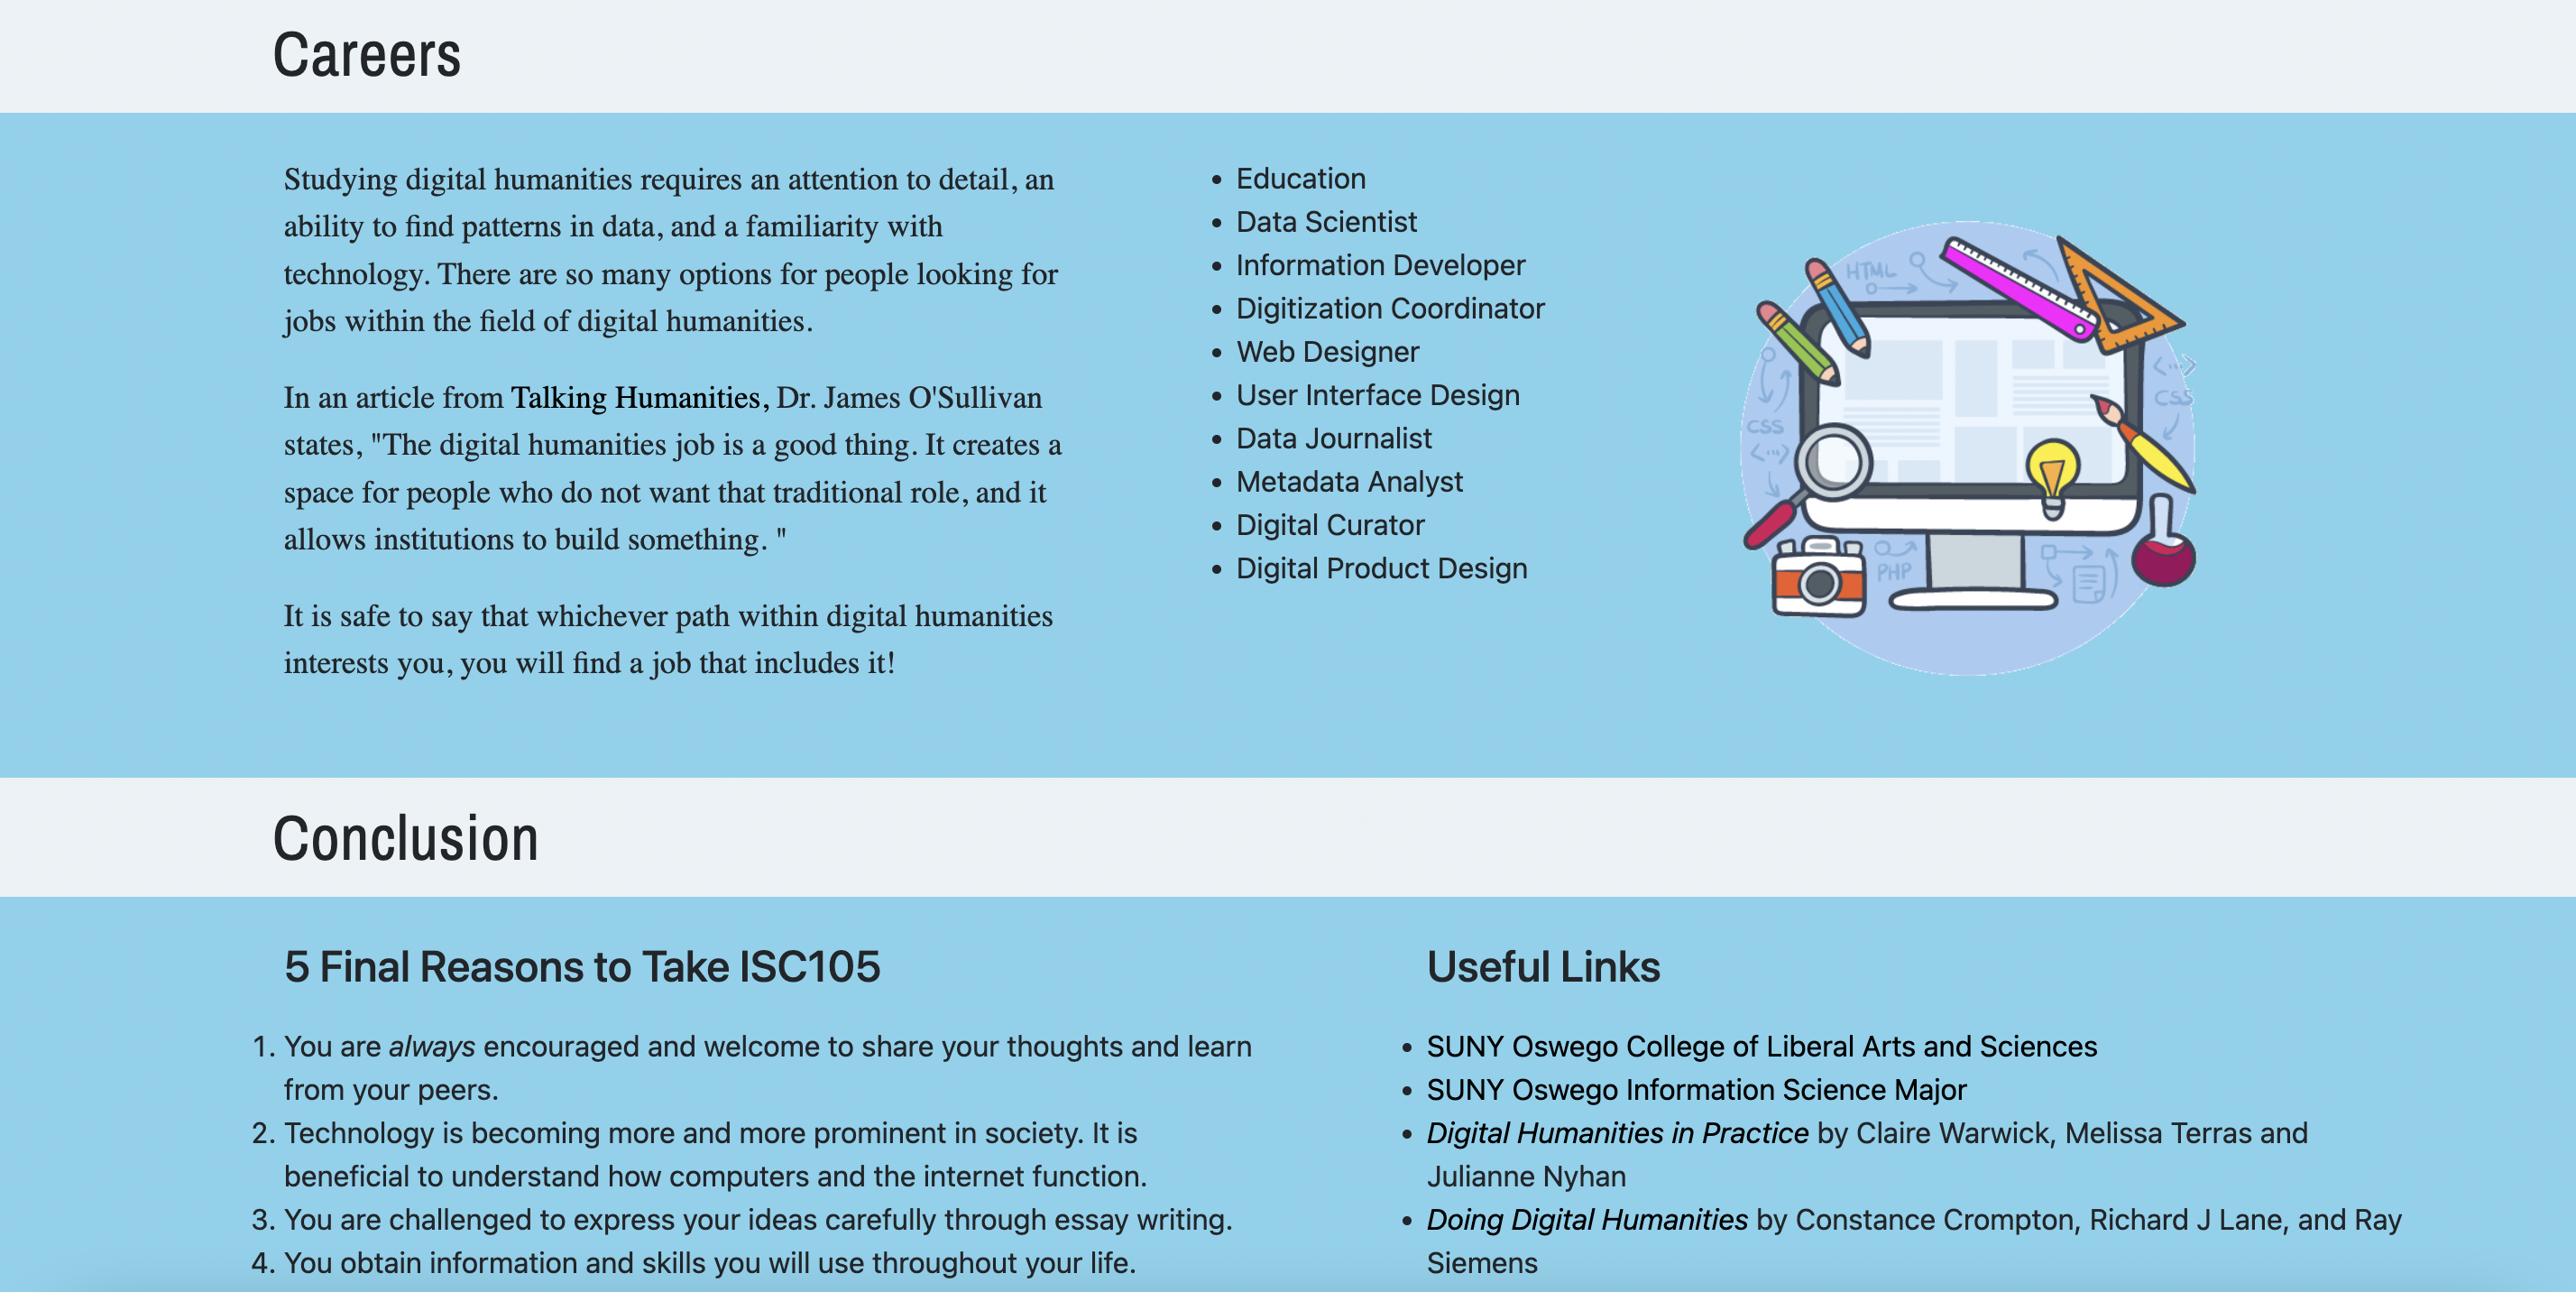 Careers
Studying digital humanities requires an attention to detail, an
ability to find patterns in data, and a familiarity with
technology. There are so many options for people looking for
jobs within the field of digital humanities.
In an article from Talking Humanities, Dr. James O'Sullivan
states, "The digital humanities job is a good thing. It creates a
space for people who do not want that traditional role, and it
allows institutions to build something. "
It is safe to say that whichever path within digital humanities
interests you, you will find a job that includes it!
• Education
• Data Scientist
• Information Developer
• Digitization Coordinator
• Web Designer
• User Interface Design
• Data Journalist
• Metadata Analyst
• Digital Curator
• Digital Product Design
HTML
CSS
CSS
PHP
Conclusion
5 Final Reasons to Take ISC105
1. You are always encouraged and welcome to share your thoughts and learn
from your peers.
2. Technology is becoming more and more prominent in society. It is
beneficial to understand how computers and the internet function.
3. You are challenged to express your ideas carefully through essay writing.
4. You obtain information and skills you will use throughout your life.
Useful Links
• SUNY Oswego College of Liberal Arts and Sciences
• SUNY Oswego Information Science Major
• Digital Humanities in Practice by Claire Warwick, Melissa Terras and
Julianne Nyhan
• Doing Digital Humanities by Constance Crompton, Richard J Lane, and Ray
Siemens